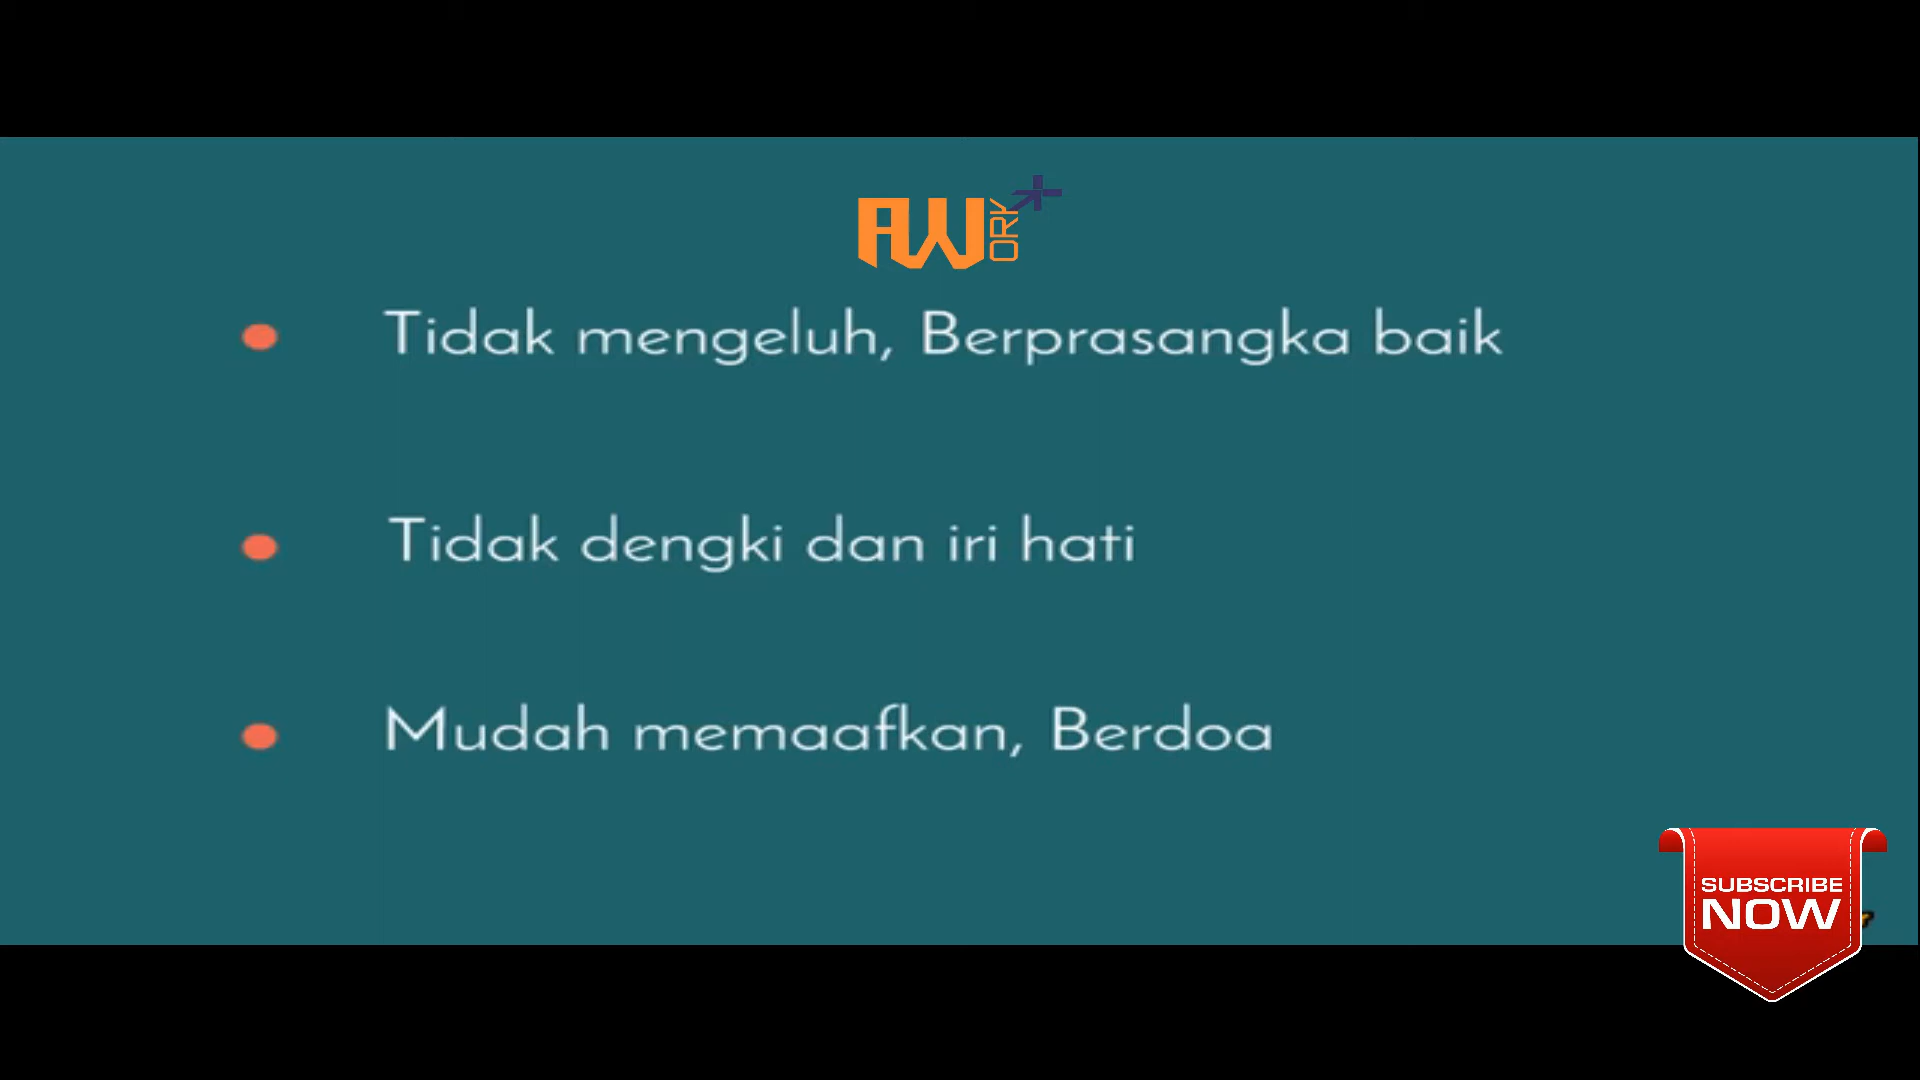 AW ORK
Tidak mengeluh, Berprasangka baik
Tidak dengki dan iri hati
Mudah memaafkan, Berdoa
SUBSCRIBE
NOW